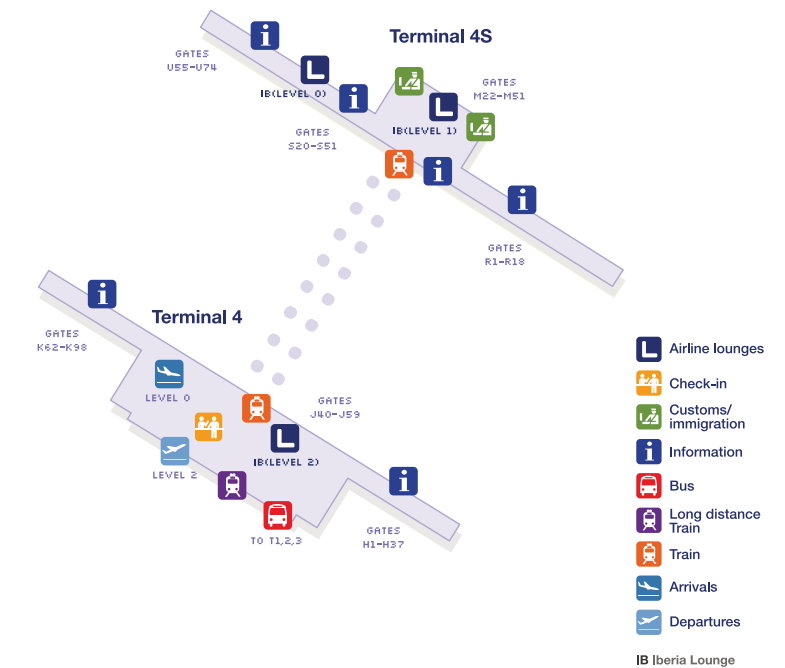 Terminal 4S
GATES
U55-U74
IB(LEVEL 0)
GATES
M22-M51
IB(LEVEL 1)
GATES
S20-S51
GATES
R1-R18
Terminal 4
GATES
K62-K98
LEVEL 0
GATES
J40-J59
IB(LEVEL 2)
LEVEL 2
TO T1,2,3
GATES
H1-H37
Airline lounges
Check-in
Customs/
immigration
Information
Bus
Long distance
Train
Train
Arrivals
Departures
IB Iberia Lounge